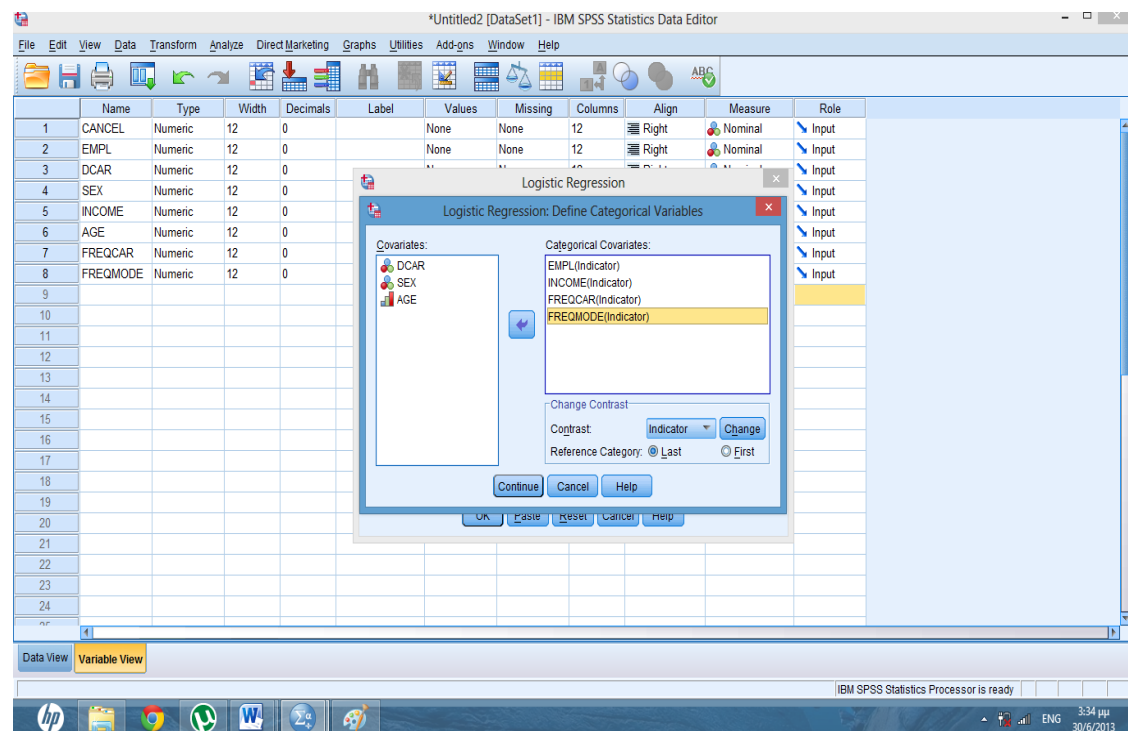 *Untitled2 [DataSet1] - IBM SPSS Statistics Data Editor
File Edit View Data Transform Analyze Direct Marketing Graphs Utilities Add-ons Window Help
Name Type Width Decimals Label Values Missing Columns Align Measure Role
1 CANCEL Numeric 12 0 None None 12 Right Nominal Input
2 EMPL Numeric 12 0 None None 12 Right Nominal Input
3 DCAR Numeric 12 0 Input
4 SEX Numeric 12 0 Input
5 INCOME Numeric 12 0 Input
6 AGE Numeric 12 0 Input
7 FREQCAR Numeric 12 0 Input
8 FREQMODE Numeric 12 0 Input
9
10
11
12
13
14
15
16
17
18
19
20
21
22
23
24
Logistic Regression
Logistic Regression: Define Categorical Variables
Covariates:
DCAR
SEX
AGE
Categorical Covariates:
EMPL(Indicator)
INCOME(Indicator)
FREQCAR(Indicator)
FREQMODE(Indicator)
Change Contrast
Contrast: Indicator Change
Reference Category: Last First
Continue Cancel Help
OK Paste Reset Cancel Help
Data View Variable View
IBM SPSS Statistics Processor is ready
ENG
3:34 μμ
30/6/2013